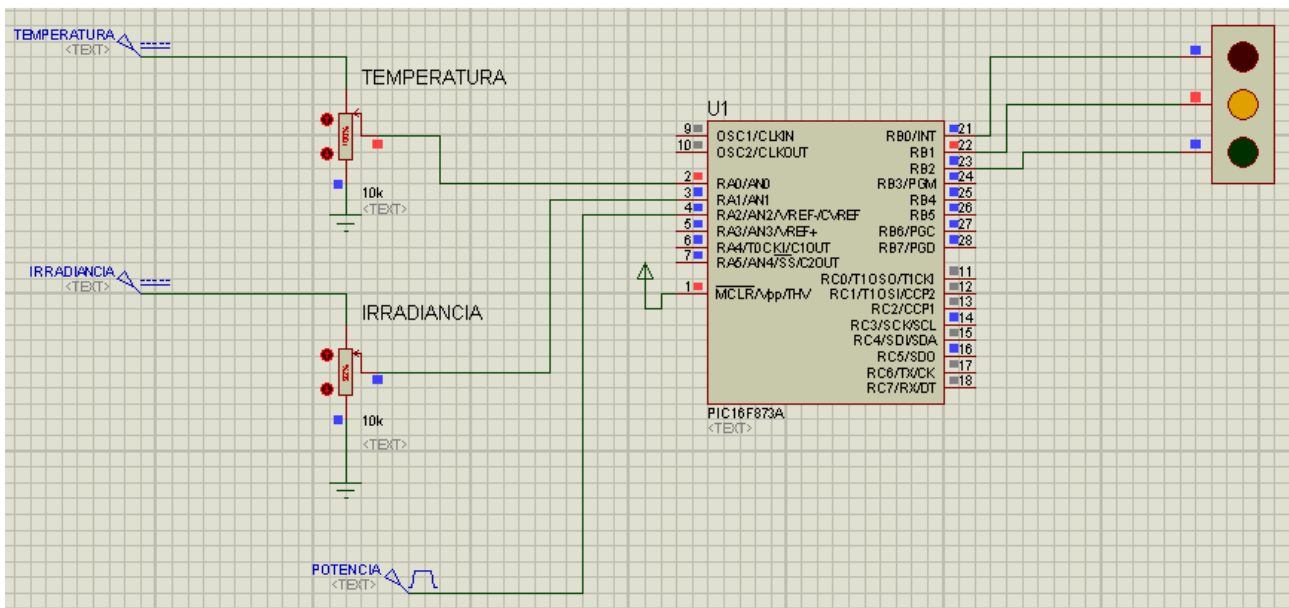 TEMPERATURA
<TEXT>
TEMPERATURA
10k
<TEXT>
IRRADIANCIA
<TEXT>
IRRADIANCIA
10k
<TEXT>
POTENCIA
<TEXT>
U1
9 OSC1/CLKIN
10 OSC2/CLKOUT
2 RA0/AN0
3 RA1/AN1
4 RA2/AN2/VREF-/CVREF
5 RA3/AN3/VREF+
6 RA4/T0CKI/C1OUT
7 RA5/AN4/SS/C2OUT
1 MCLR/Vpp/THV
RB0/INT 21
RB1 22
RB2 23
RB3/PGM 24
RB4 25
RB5 26
RB6/PGC 27
RB7/PGD 28
RC0/T1OSO/T1CKI 11
RC1/T1OSI/CCP2 12
RC2/CCP1 13
RC3/SCK/SCL 14
RC4/SDI/SDA 15
RC5/SDO 16
RC6/TX/CK 17
RC7/RX/DT 18
PIC16F873A
<TEXT>